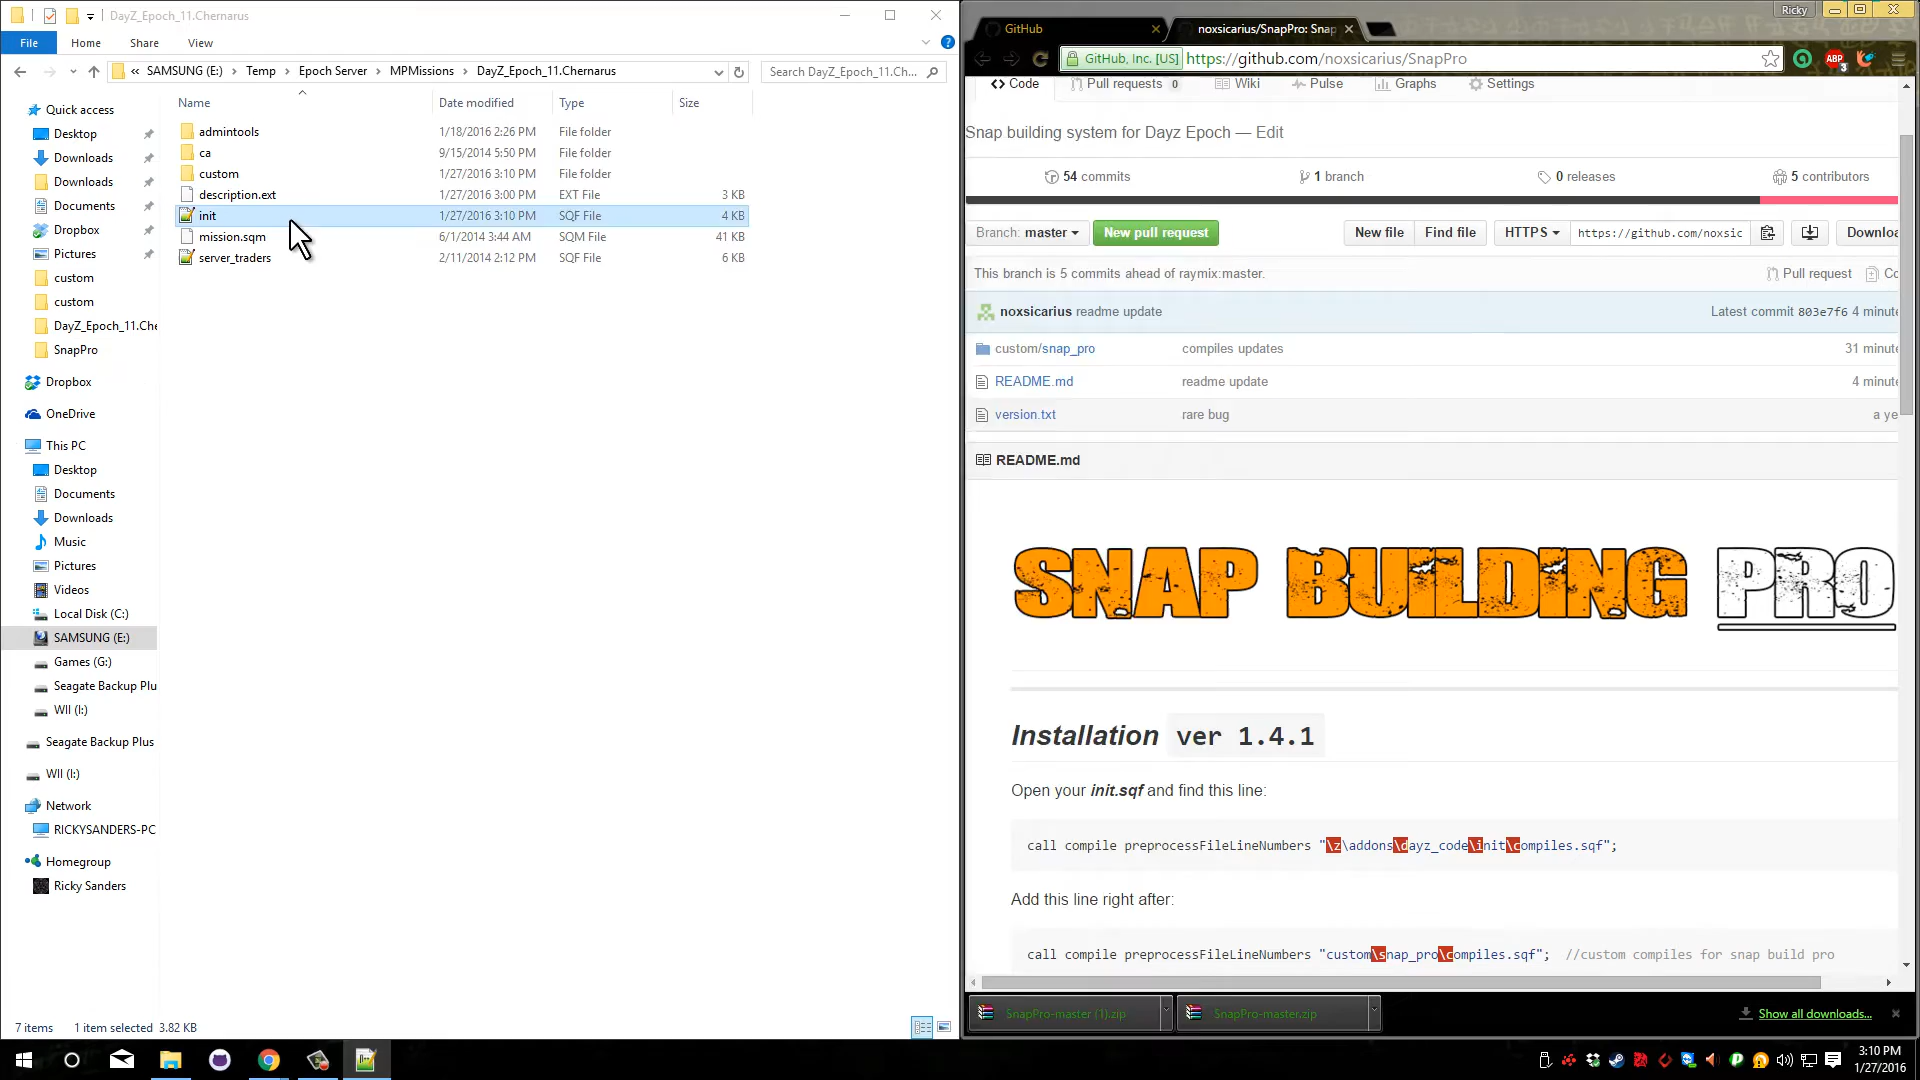 DayZ_Epoch_11.Chernarus
File Home Share View
« SAMSUNG (E:) Temp Epoch Server MPMissions DayZ_Epoch_11.Chernarus
Search DayZ_Epoch_11.Ch...
Name Date modified Type Size
admintools 1/18/2016 2:26 PM File folder
ca 9/15/2014 5:50 PM File folder
custom 1/27/2016 3:10 PM File folder
description.ext 1/27/2016 3:00 PM EXT File 3 KB
init 1/27/2016 3:10 PM SQF File 4 KB
mission.sqm 6/1/2014 3:44 AM SQM File 41 KB
server_traders 2/11/2014 2:12 PM SQF File 6 KB
Quick access
Desktop
Downloads
Downloads
Documents
Dropbox
Pictures
custom
custom
DayZ_Epoch_11.Che
SnapPro
Dropbox
OneDrive
This PC
Desktop
Documents
Downloads
Music
Pictures
Videos
Local Disk (C:)
SAMSUNG (E:)
Games (G:)
Seagate Backup Plu
WII (I:)
Seagate Backup Plus
WII (I:)
Network
RICKYSANDERS-PC
Homegroup
Ricky Sanders
7 items 1 item selected 3.82 KB
Ricky
GitHub
noxsicarius/SnapPro: Snap
GitHub, Inc. [US] https://github.com/noxsicarius/SnapPro
ABP 3
Code Pull requests 0 Wiki Pulse Graphs Settings
Snap building system for Dayz Epoch — Edit
54 commits 1 branch 0 releases 5 contributors
Branch: master New pull request New file Find file HTTPS https://github.com/noxsic Downloa
This branch is 5 commits ahead of raymix:master. Pull request Co
noxsicarius readme update Latest commit 803e7f6 4 minute
custom/snap_pro compiles updates 31 minute
README.md readme update 4 minute
version.txt rare bug a ye
README.md
SNAP BUILDING PRO
Installation ver 1.4.1
Open your init.sqf and find this line:
call compile preprocessFileLineNumbers "\z\addons\dayz_code\init\compiles.sqf";
Add this line right after:
call compile preprocessFileLineNumbers "custom\snap_pro\compiles.sqf"; //custom compiles for snap build pro
SnapPro-master (1).zip
SnapPro-master.zip
Show all downloads...
3:10 PM
1/27/2016